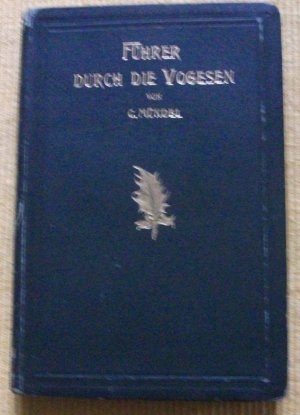 FÜHRER
DURCH DIE VOGESEN
VON
C. MÜNDEL